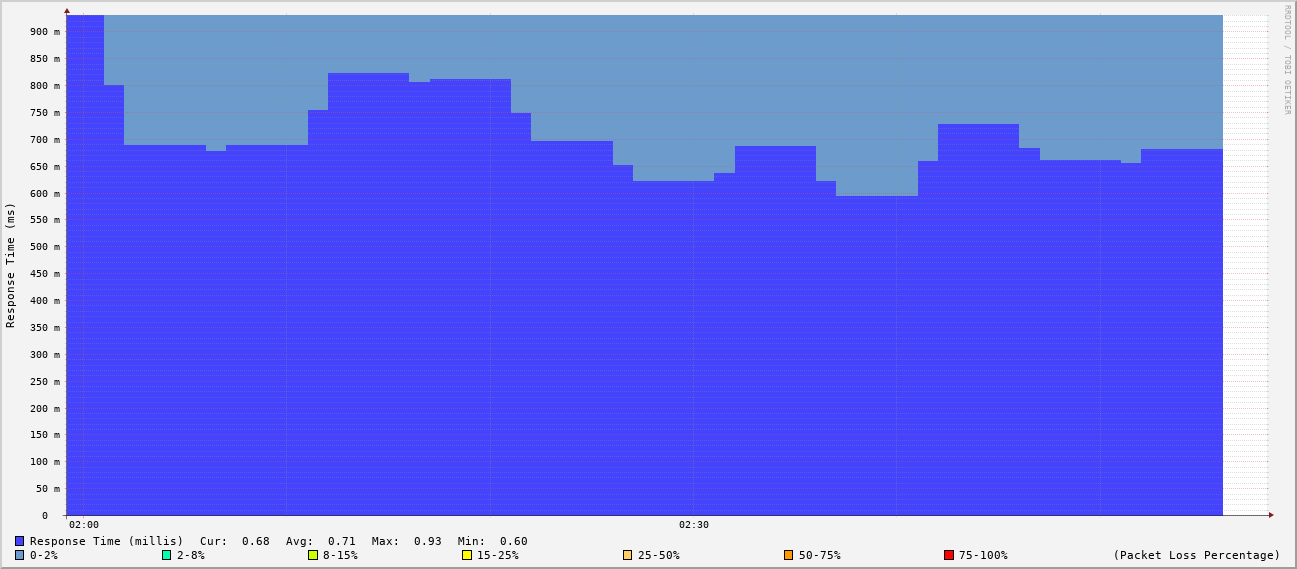 RRDTOOL / TOBI OETIKER
Response Time (ms)
900 m
850 m
800 m
750 m
700 m
650 m
600 m
550 m
500 m
450 m
400 m
350 m
300 m
250 m
200 m
150 m
100 m
50 m
0
02:00 02:30
Response Time (millis) Cur: 0.68 Avg: 0.71 Max: 0.93 Min: 0.60
0-2% 2-8% 8-15% 15-25% 25-50% 50-75% 75-100% (Packet Loss Percentage)